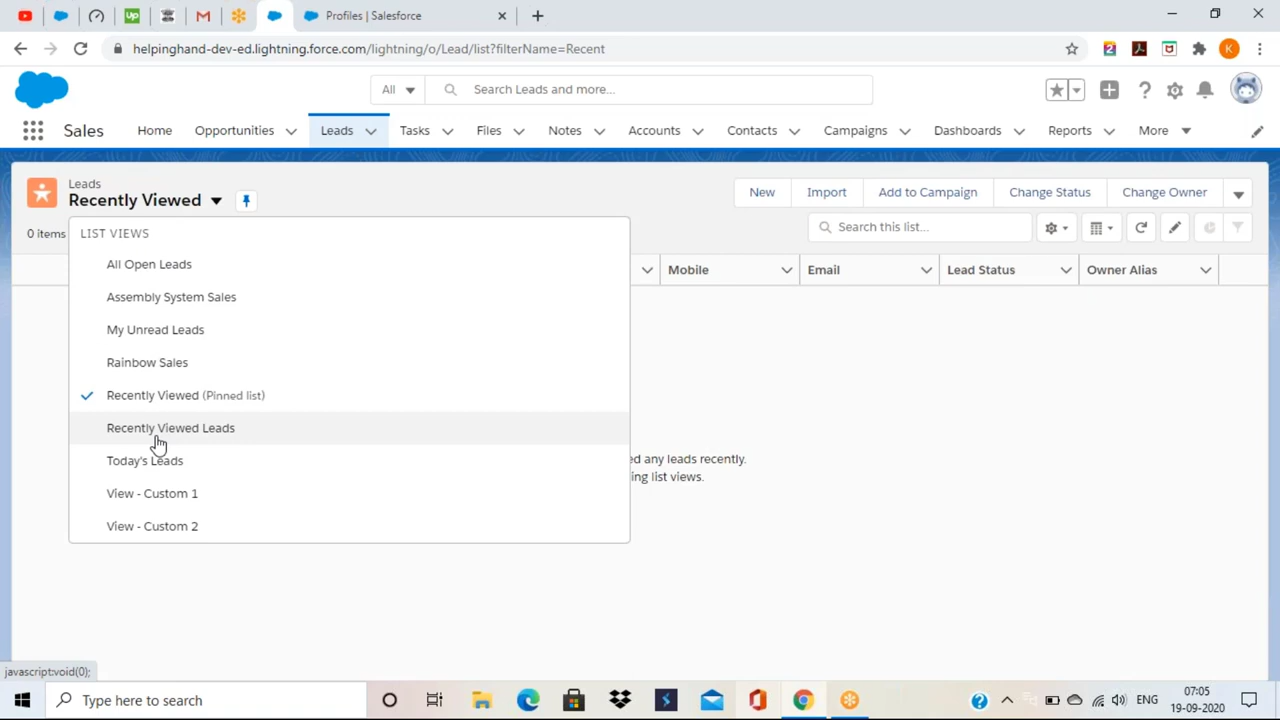 Up
Profiles | Salesforce
helpinghand-dev-ed.lightning.force.com/lightning/o/Lead/list?filterName=Recent
K
All
Search Leads and more...
Sales
Home
Opportunities
Leads
Tasks
Files
Notes
Accounts
Contacts
Campaigns
Dashboards
Reports
More
Leads
Recently Viewed
New
Import
Add to Campaign
Change Status
Change Owner
0 items
Search this list...
LIST VIEWS
Mobile
Email
Lead Status
Owner Alias
All Open Leads
Assembly System Sales
My Unread Leads
Rainbow Sales
Recently Viewed (Pinned list)
Recently Viewed Leads
Today's Leads
View - Custom 1
View - Custom 2
ed any leads recently.
ing list views.
javascript:void(0);
Type here to search
ENG
07:05
19-09-2020